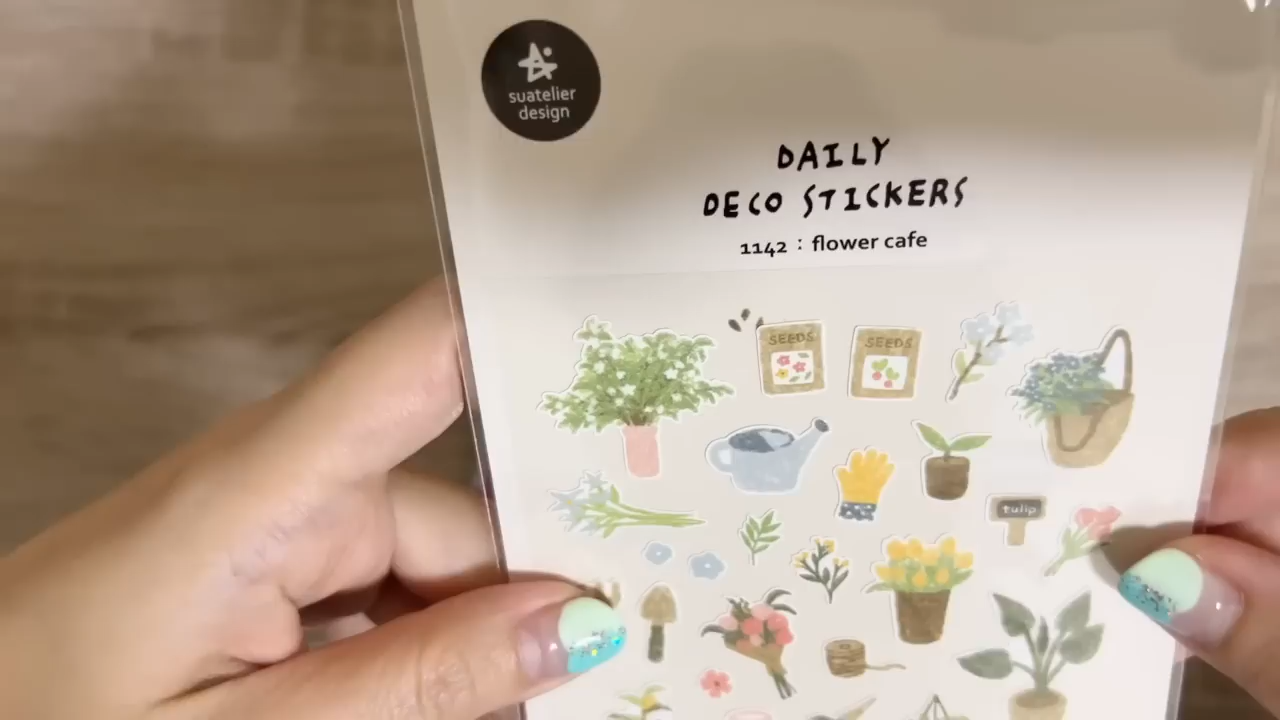 suatelier
design
DAILY
DECO STICKERS
1142 : flower cafe
SEEDS
SEEDS
tulip